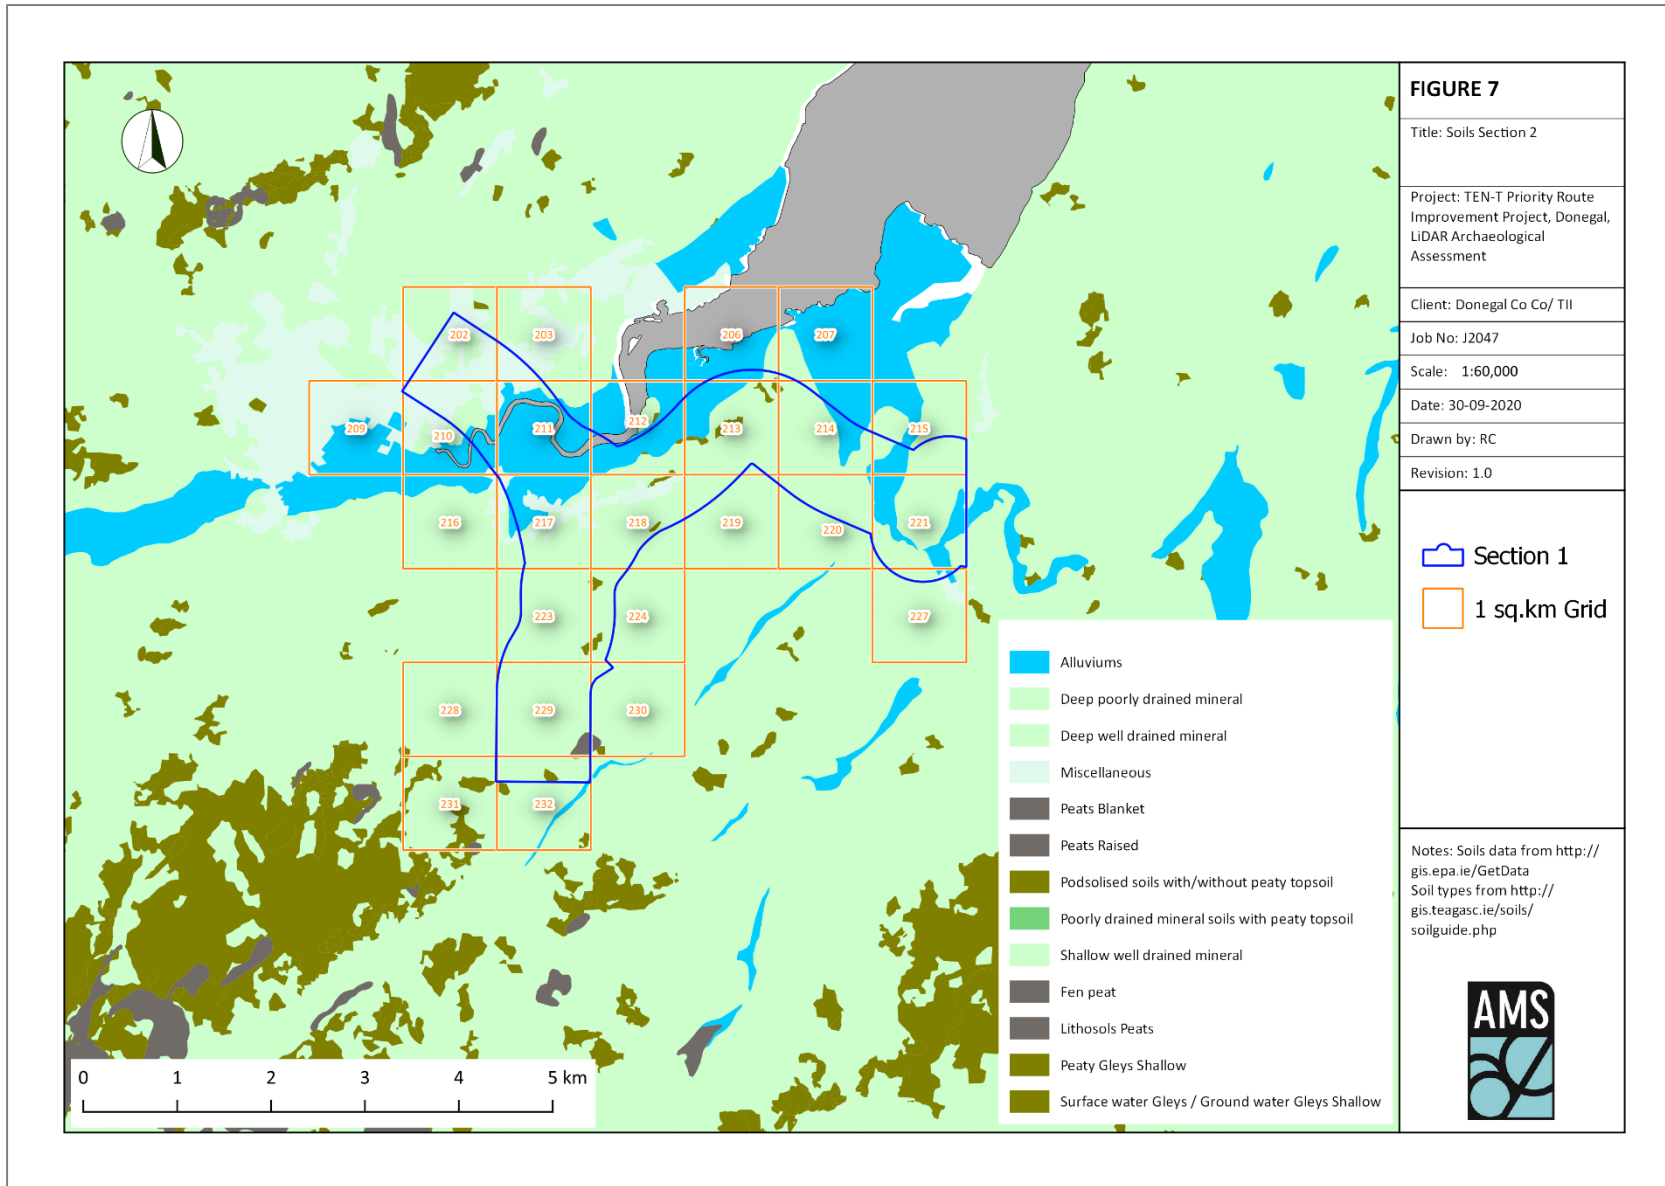 FIGURE 7
Title: Soils Section 2
Project: TEN-T Priority Route
Improvement Project, Donegal,
LiDAR Archaeological
Assessment
Client: Donegal Co Co/ TII
Job No: J2047
Scale: 1:60,000
Date: 30-09-2020
Drawn by: RC
Revision: 1.0
Section 1
1 sq.km Grid
Notes: Soils data from http://
gis.epa.ie/GetData
Soil types from http://
gis.teagasc.ie/soils/
soilguide.php
AMS
202
203
206
207
209
210
211
212
213
214
215
216
217
218
219
220
221
223
224
227
228
229
230
231
232
Alluviums
Deep poorly drained mineral
Deep well drained mineral
Miscellaneous
Peats Blanket
Peats Raised
Podsolised soils with/without peaty topsoil
Poorly drained mineral soils with peaty topsoil
Shallow well drained mineral
Fen peat
Lithosols Peats
Peaty Gleys Shallow
Surface water Gleys / Ground water Gleys Shallow
0 1 2 3 4 5 km